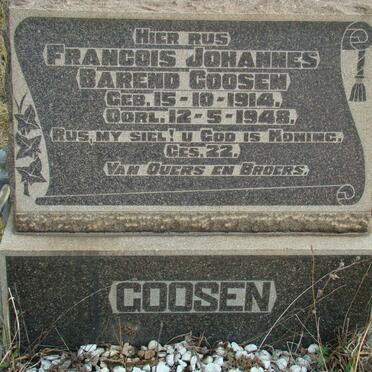 HIER RUS
FRANCOIS JOHANNES
BAREND GOOSEN
GEB. 15-10-1914.
OORL. 12-5-1948.
RUS, MY SIEL! U GOD IS KONING.
GES. 22.
VAN OUERS EN BROERS.
GOOSEN